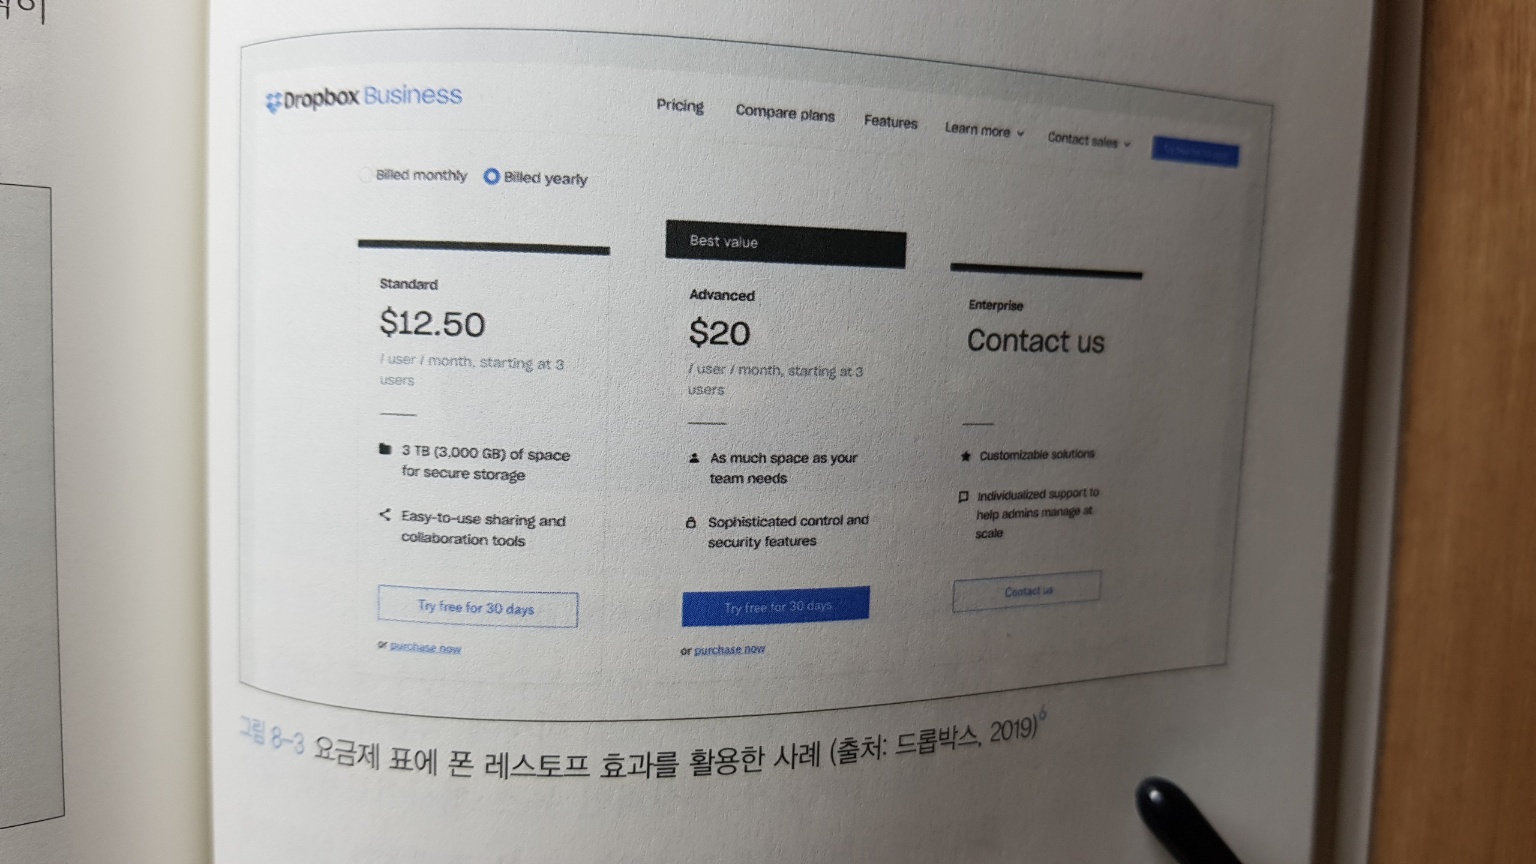 Dropbox Business
Pricing Compare plans Features Learn more Contact sales
Billed monthly Billed yearly
Standard
$12.50
/ user / month, starting at 3
users
3 TB (3,000 GB) of space
for secure storage
Easy-to-use sharing and
collaboration tools
Try free for 30 days
or purchase now
Best value
Advanced
$20
/ user / month, starting at 3
users
As much space as your
team needs
Sophisticated control and
security features
Try free for 30 days
or purchase now
Enterprise
Contact us
Customizable solutions
Individualized support to
help admins manage at
scale
Contact us
그림 8-3 요금제 표에 폰 레스토프 효과를 활용한 사례 (출처: 드롭박스, 2019)6